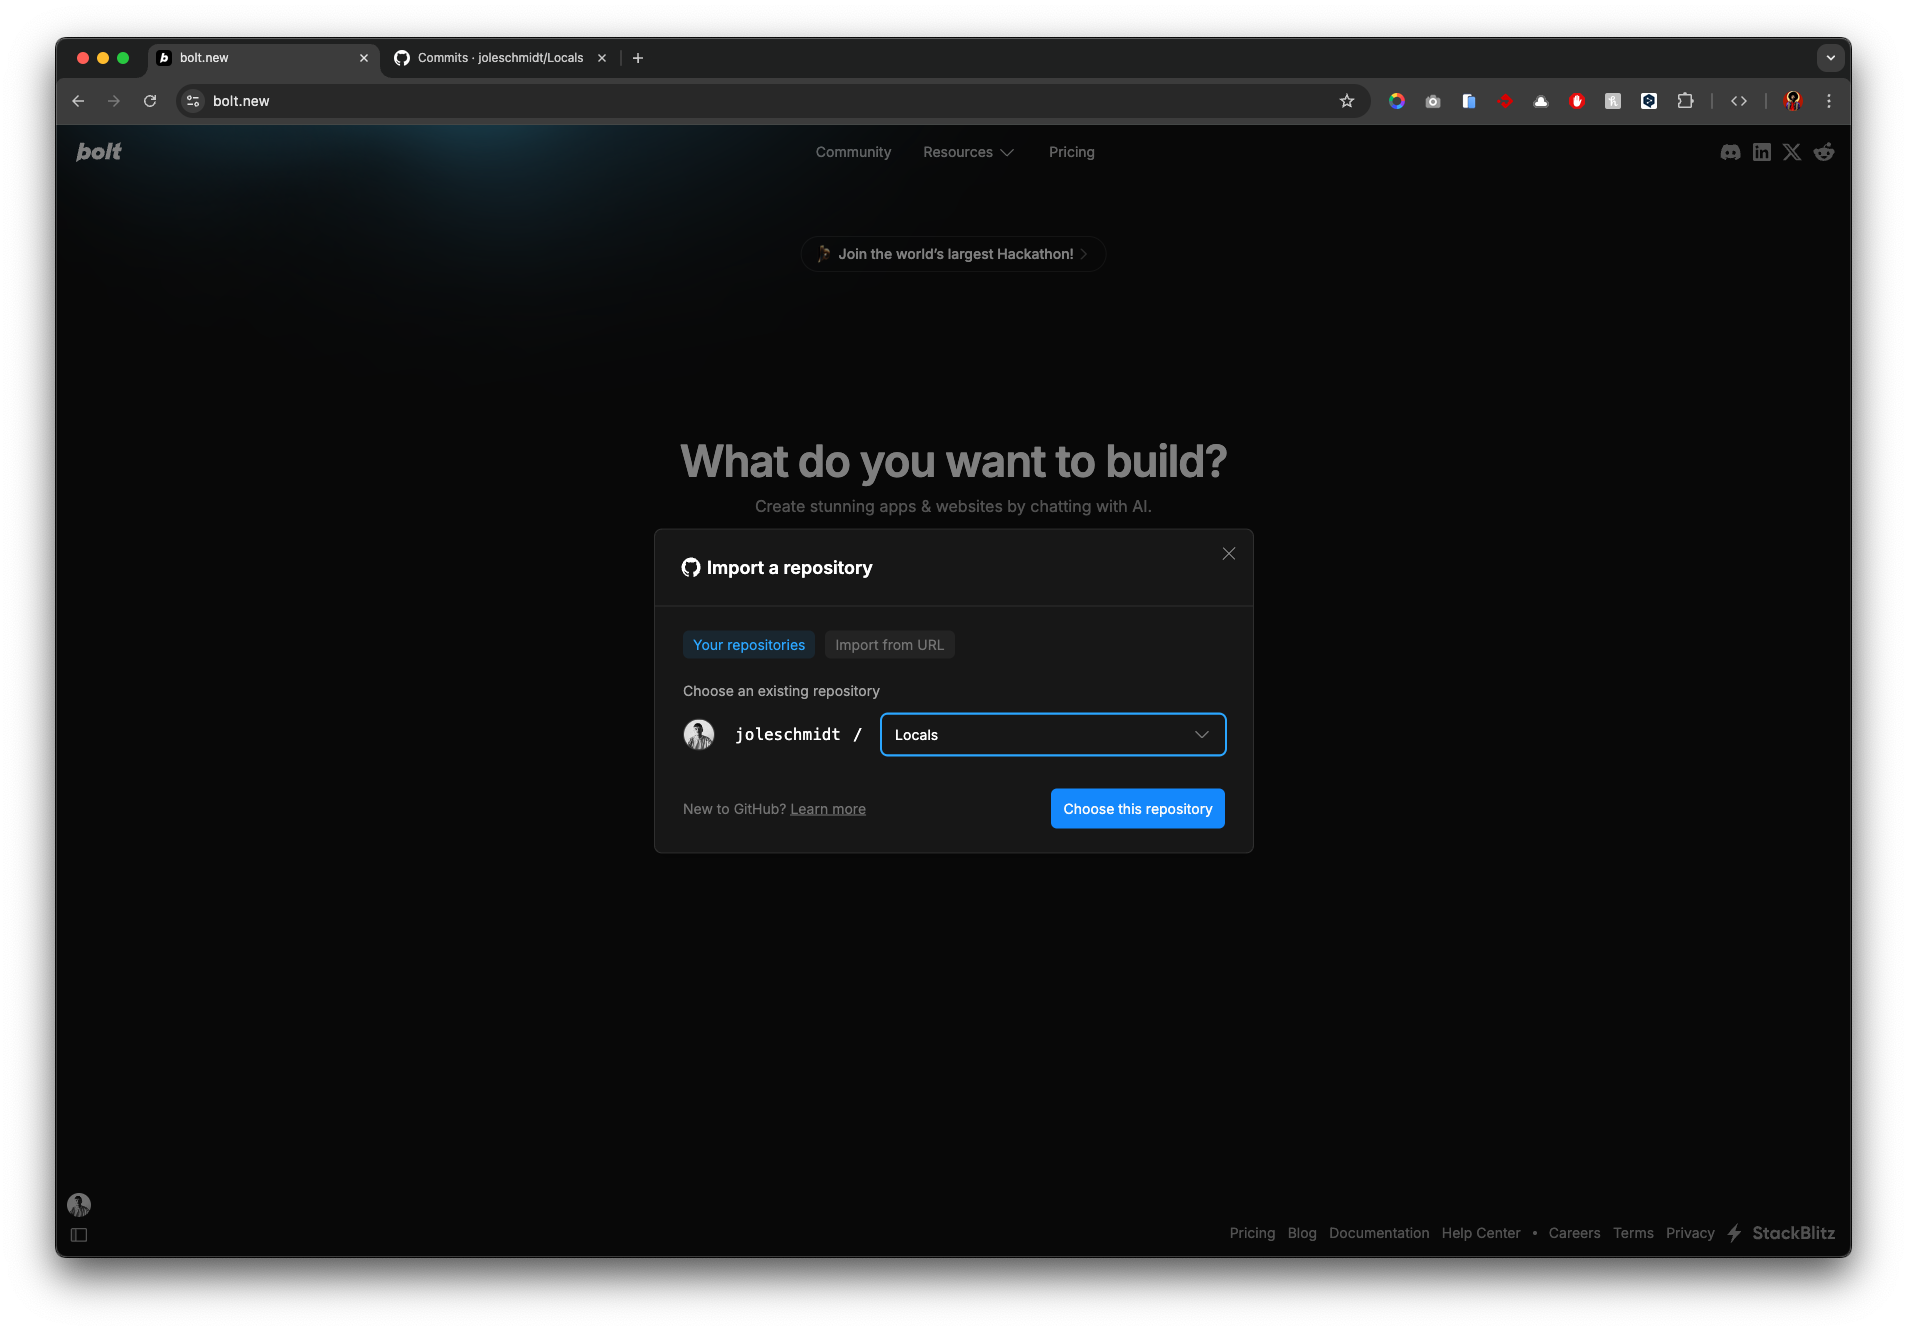 bolt.new
Commits · joleschmidt/Locals
bolt.new
bolt
Community
Resources
Pricing
Join the world's largest Hackathon!
What do you want to build?
Create stunning apps & websites by chatting with AI.
Import a repository
Your repositories
Import from URL
Choose an existing repository
joleschmidt /
Locals
New to GitHub? Learn more
Choose this repository
Pricing Blog Documentation Help Center • Careers Terms Privacy StackBlitz